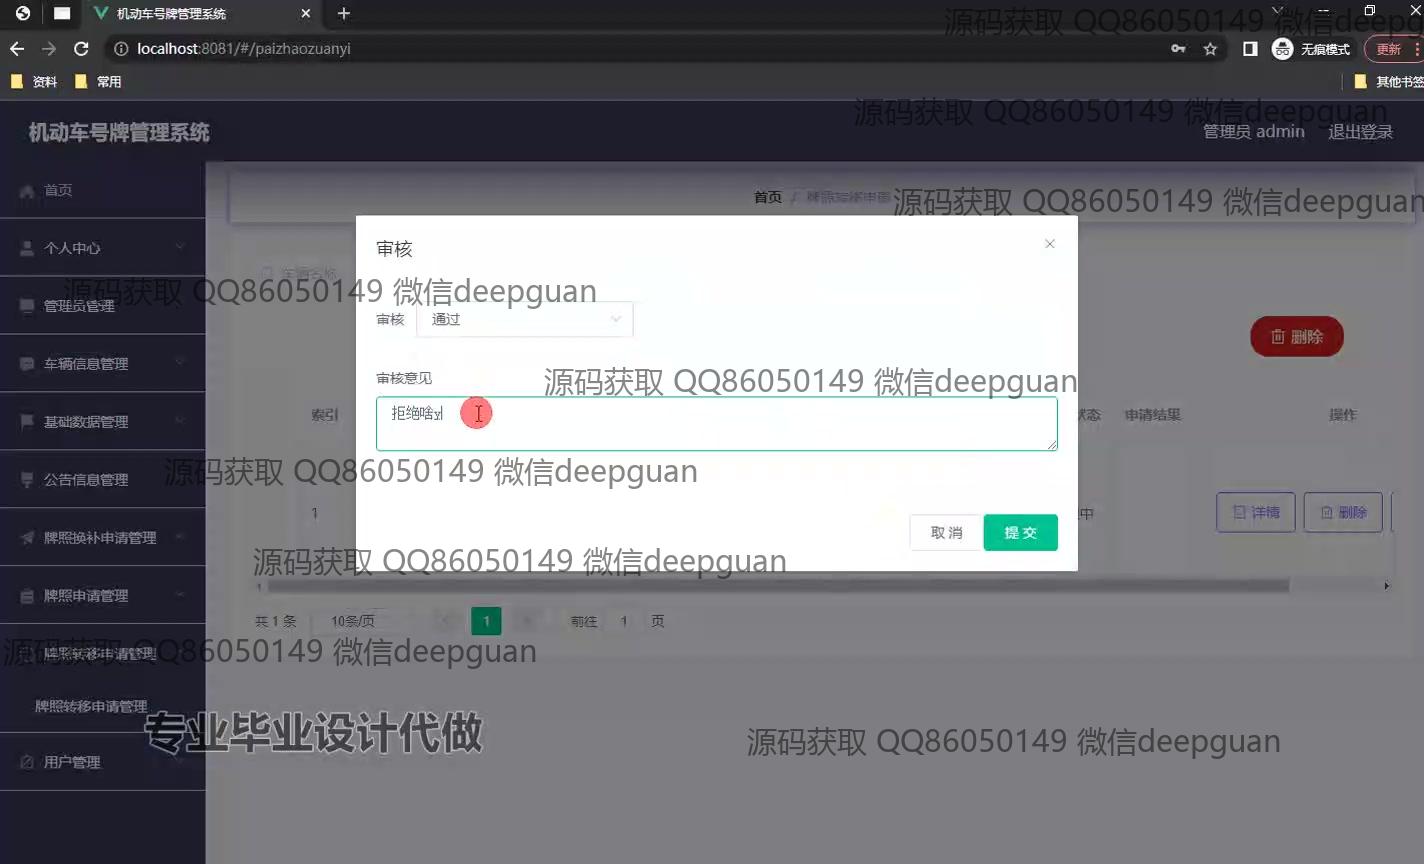 机动车号牌管理系统
localhost:8081/#/paizhaozuanyi
无痕模式
更新
资料
常用
其他书签
机动车号牌管理系统
管理员 admin
退出登录
源码获取 QQ86050149 微信deepg
源码获取 QQ86050149 微信deepguan
首页 / 牌照转移申请
源码获取 QQ86050149 微信deepguan
首页
个人中心
管理员管理
车辆信息管理
基础数据管理
公告信息管理
牌照换补申请管理
牌照申请管理
牌照转移申请管理
牌照转移申请管理
用户管理
车辆名称
源码获取 QQ86050149 微信deepguan
审核
审核
通过
审核意见
源码获取 QQ86050149 微信deepguan
拒绝啥yl
取消
提交
删除
索引
状态
申请结果
操作
源码获取 QQ86050149 微信deepguan
1
中
详情
删除
源码获取 QQ86050149 微信deepguan
共 1 条
10条/页
1
前往
1
页
源码获取 QQ86050149 微信deepguan
专业毕业设计代做
源码获取 QQ86050149 微信deepguan